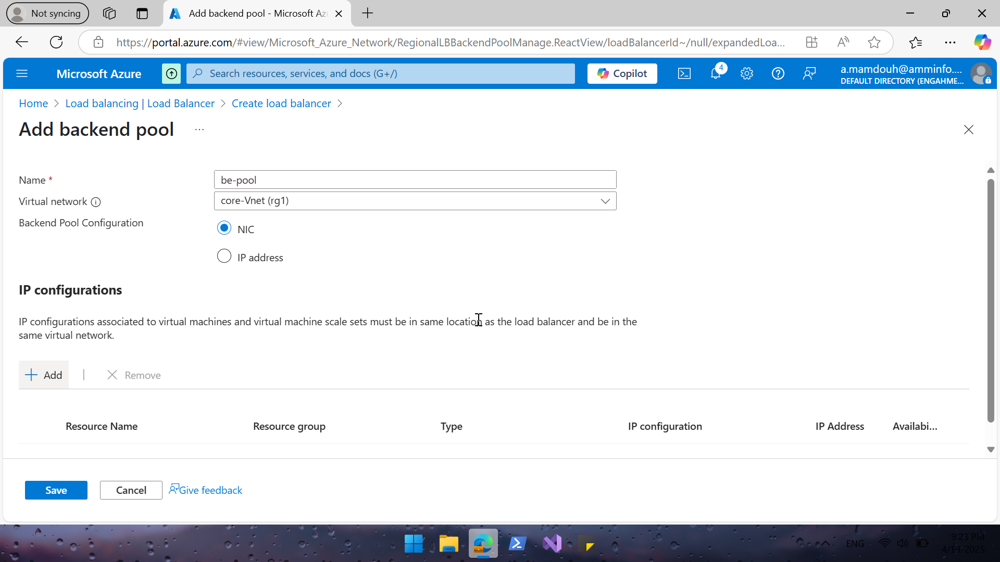 Not syncing
Add backend pool - Microsoft Az
https://portal.azure.com/#view/Microsoft_Azure_Network/RegionalLBBackendPoolManage.ReactView/loadBalancerId~/null/expandedLoa...
Microsoft Azure
Search resources, services, and docs (G+/)
Copilot
4
a.mamdouh@amminfo....
DEFAULT DIRECTORY (ENGAHME...
Home > Load balancing | Load Balancer > Create load balancer >
Add backend pool ...
Name *
be-pool
Virtual network
core-Vnet (rg1)
Backend Pool Configuration
NIC
IP address
IP configurations
IP configurations associated to virtual machines and virtual machine scale sets must be in same location as the load balancer and be in the
same virtual network.
+ Add | Remove
Resource Name Resource group Type IP configuration IP Address Availabi...
Save Cancel Give feedback
ENG
9:23 PM
4/19/2025